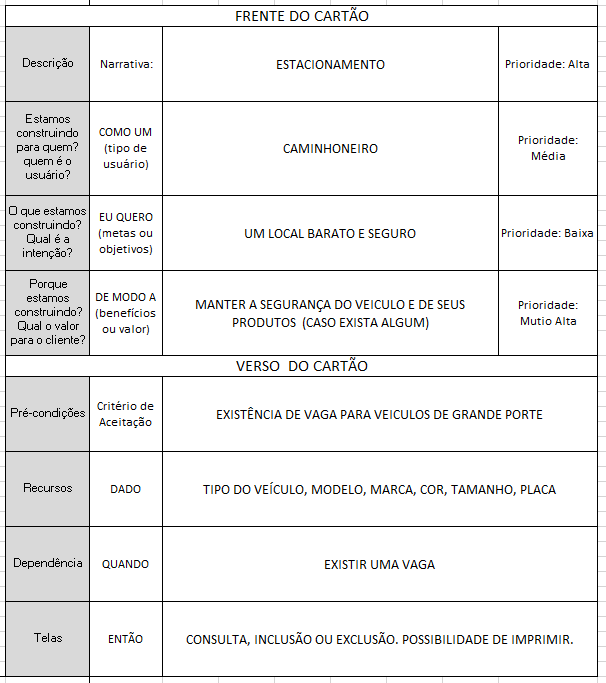 FRENTE DO CARTÃO
Descrição
Narrativa:
ESTACIONAMENTO
Prioridade: Alta
Estamos
construindo
para quem?
quem é o
usuário?
COMO UM
(tipo de
usuário)
CAMINHONEIRO
Prioridade:
Média
O que estamos
construindo?
Qual é a
intenção?
EU QUERO
(metas ou
objetivos)
UM LOCAL BARATO E SEGURO
Prioridade: Baixa
Porque
estamos
construindo?
Qual o valor
para o cliente?
DE MODO A
(benefícios
ou valor)
MANTER A SEGURANÇA DO VEICULO E DE SEUS
PRODUTOS (CASO EXISTA ALGUM)
Prioridade:
Mutio Alta
VERSO DO CARTÃO
Pré-condições
Critério de
Aceitação
EXISTÊNCIA DE VAGA PARA VEICULOS DE GRANDE PORTE
Recursos
DADO
TIPO DO VEÍCULO, MODELO, MARCA, COR, TAMANHO, PLACA
Dependência
QUANDO
EXISTIR UMA VAGA
Telas
ENTÃO
CONSULTA, INCLUSÃO OU EXCLUSÃO. POSSIBILIDADE DE IMPRIMIR.